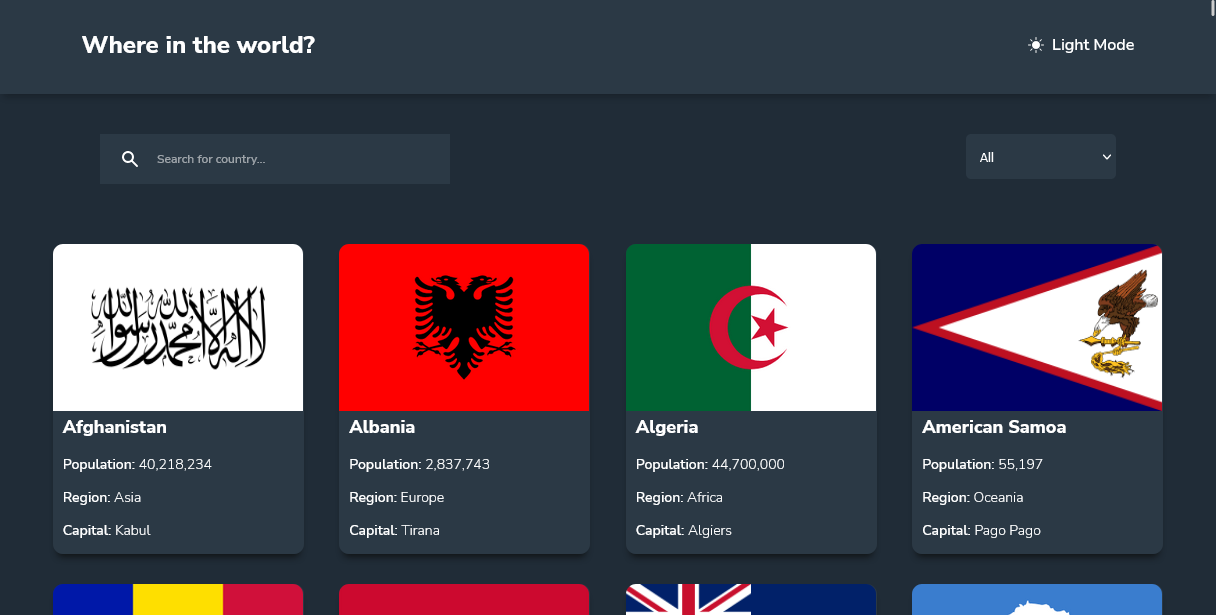 Where in the world?
Light Mode
Search for country...
All
لا إله إلا الله محمد رسول الله
Afghanistan
Population: 40,218,234
Region: Asia
Capital: Kabul
Albania
Population: 2,837,743
Region: Europe
Capital: Tirana
Algeria
Population: 44,700,000
Region: Africa
Capital: Algiers
American Samoa
Population: 55,197
Region: Oceania
Capital: Pago Pago